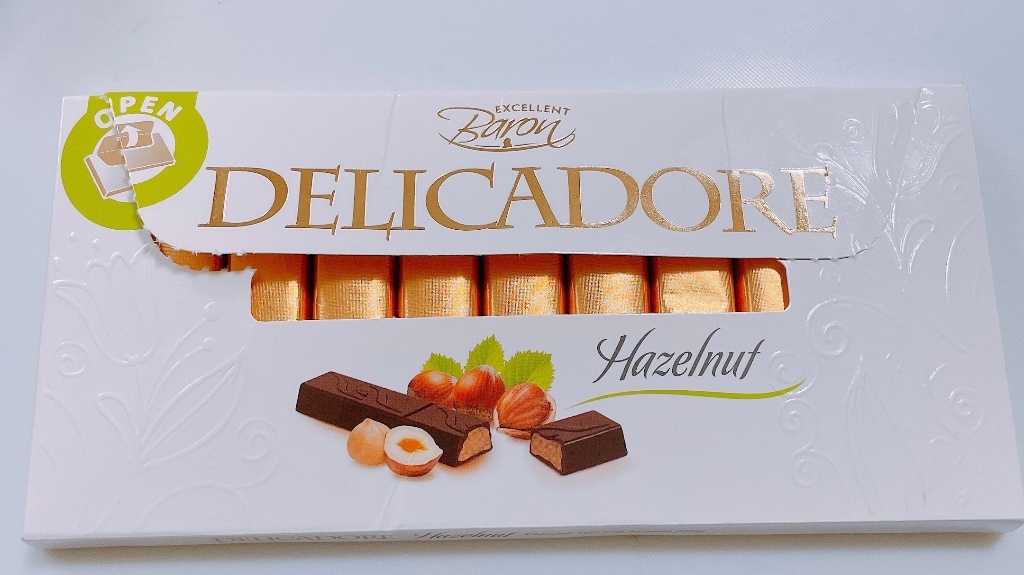 OPEN
EXCELLENT
Baron
DELICADORE
Hazelnut
DELICADORE Hazelnut